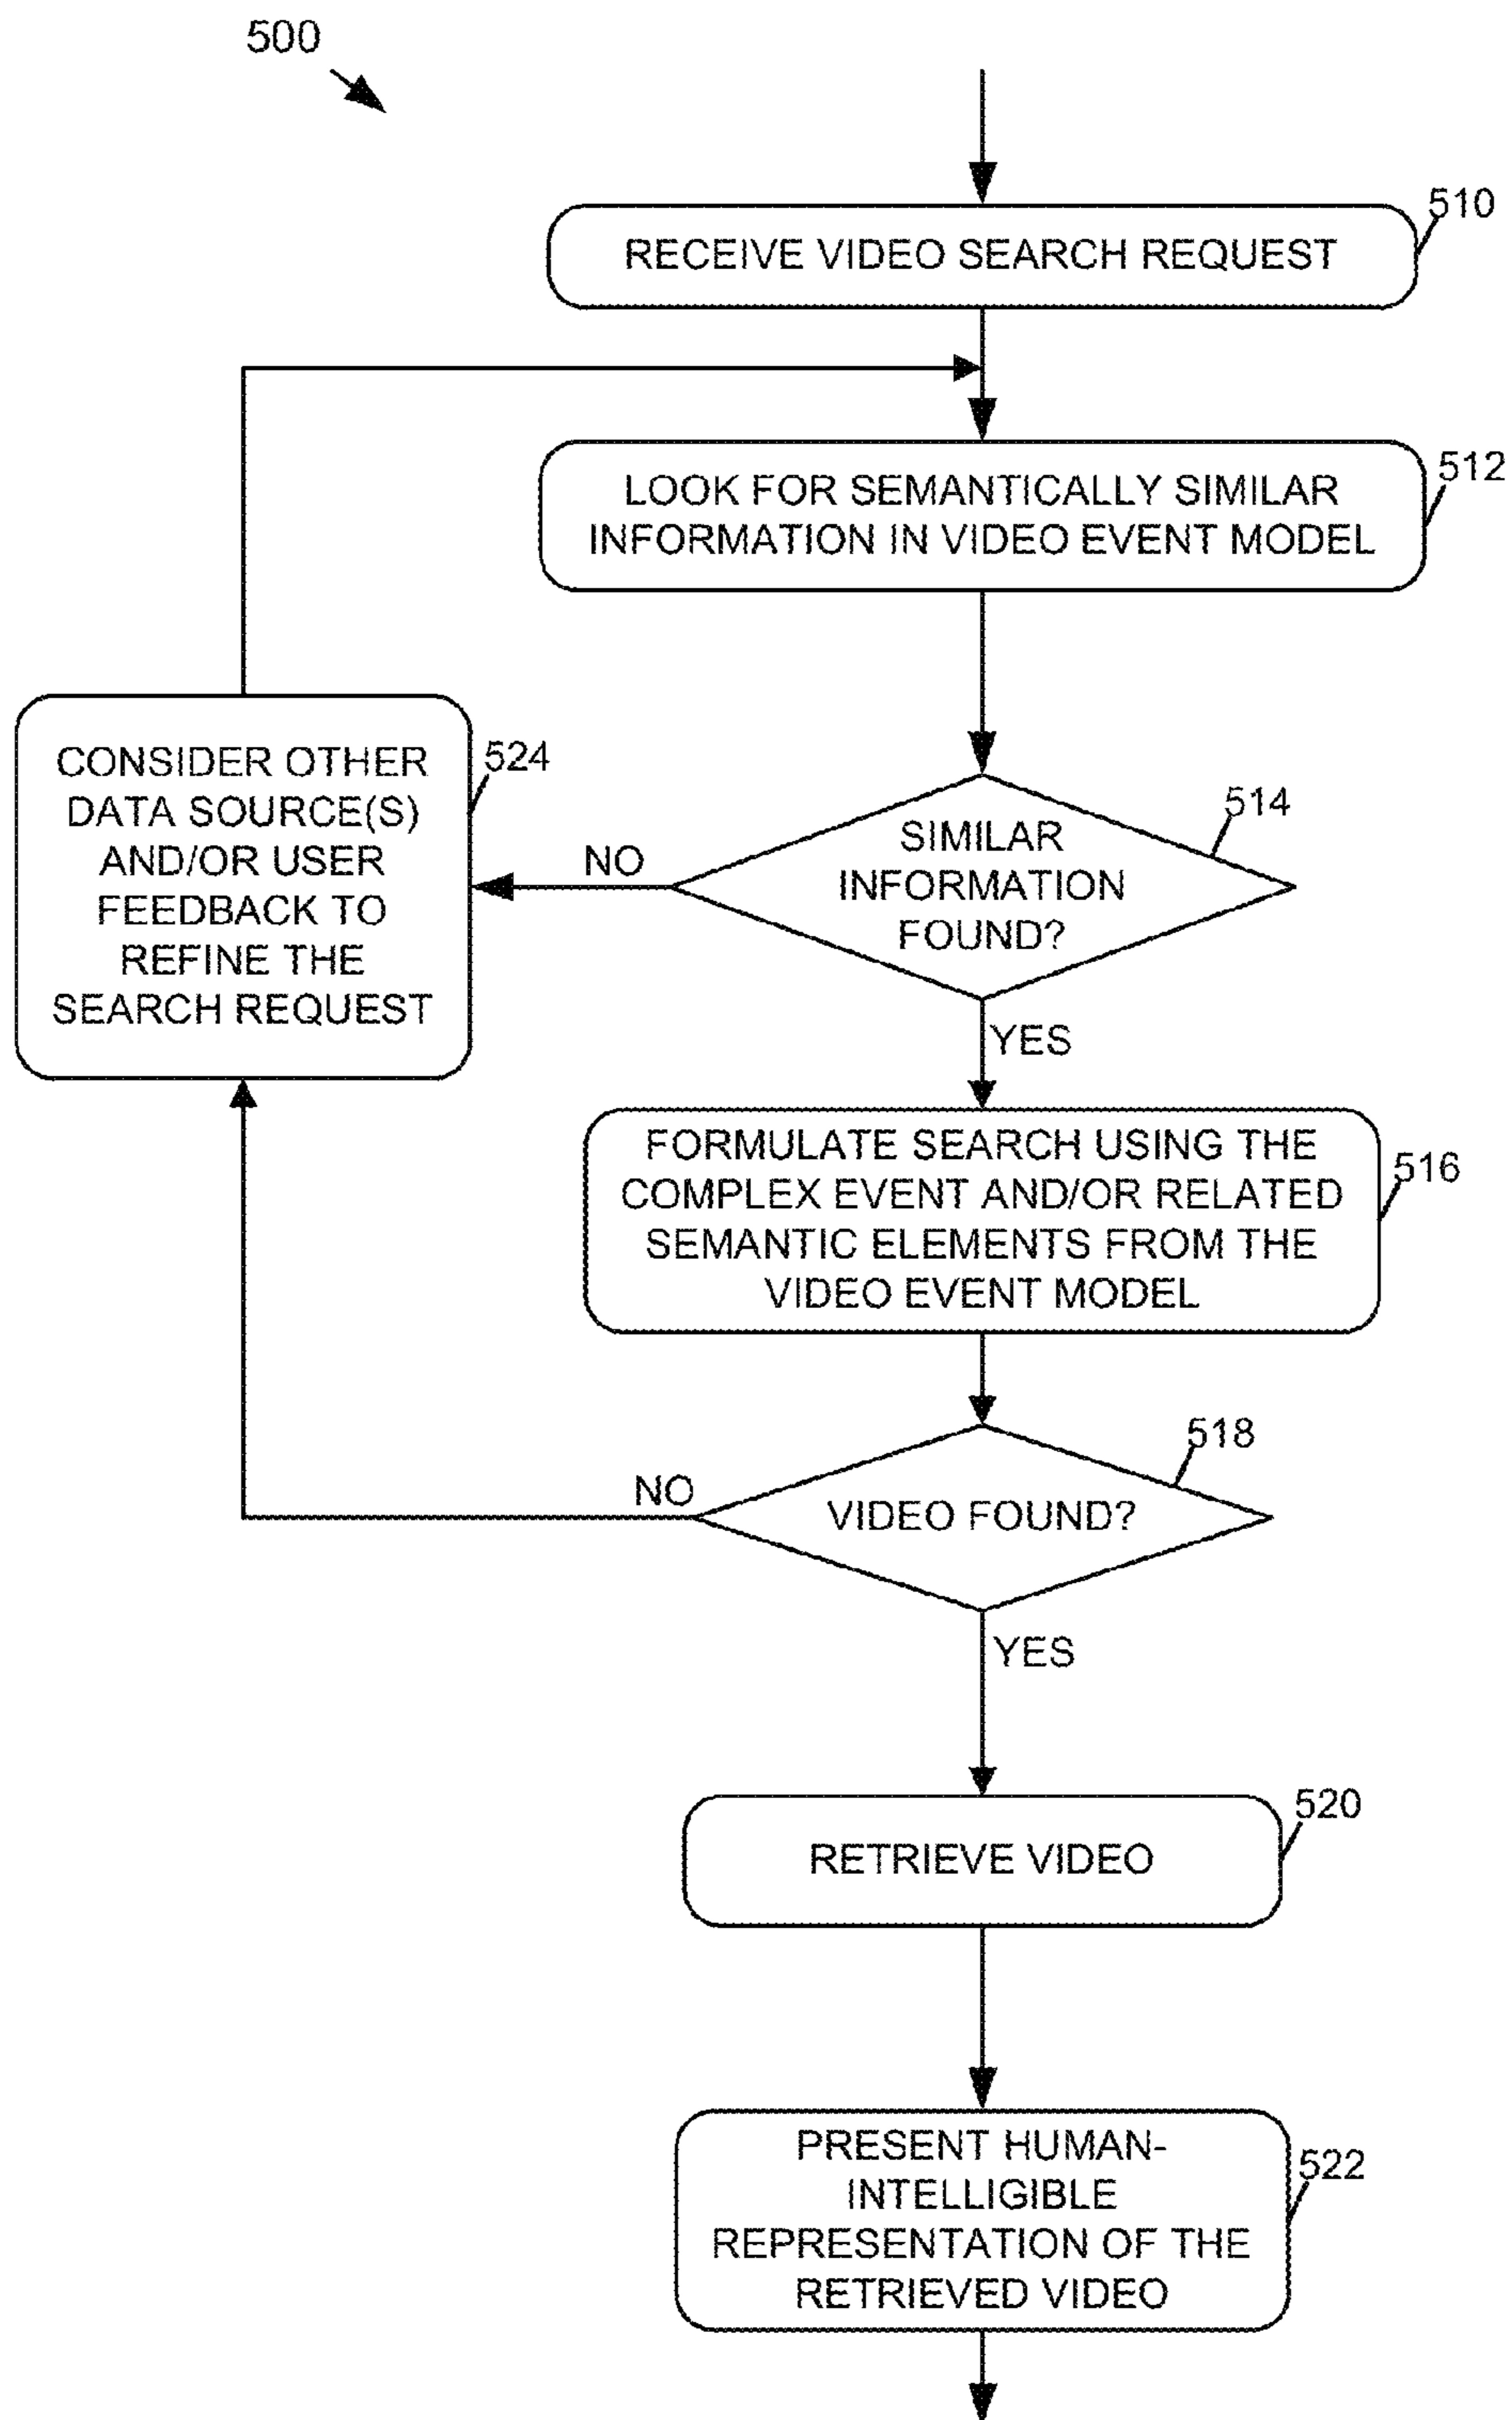 500
510
RECEIVE VIDEO SEARCH REQUEST
512
LOOK FOR SEMANTICALLY SIMILAR
INFORMATION IN VIDEO EVENT MODEL
524
CONSIDER OTHER
DATA SOURCE(S)
AND/OR USER
FEEDBACK TO
REFINE THE
SEARCH REQUEST
514
SIMILAR
INFORMATION
FOUND?
NO
YES
516
FORMULATE SEARCH USING THE
COMPLEX EVENT AND/OR RELATED
SEMANTIC ELEMENTS FROM THE
VIDEO EVENT MODEL
518
VIDEO FOUND?
NO
YES
520
RETRIEVE VIDEO
522
PRESENT HUMAN-
INTELLIGIBLE
REPRESENTATION OF THE
RETRIEVED VIDEO